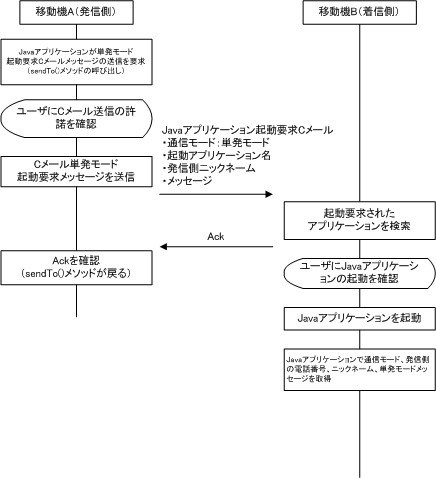 移動機A(発信側)
移動機B(着信側)
Javaアプリケーションが単発モード
起動要求Cメールメッセージの送信を要求
(sendTo()メソッドの呼び出し)
ユーザにCメール送信の許
諾を確認
Cメール単発モード
起動要求メッセージを送信
Javaアプリケーション起動要求Cメール
・通信モード:単発モード
・起動アプリケーション名
・発信側ニックネーム
・メッセージ
起動要求された
アプリケーションを検索
Ack
Ackを確認
(sendTo()メソッドが戻る)
ユーザにJavaアプリケーシ
ョンの起動を確認
Javaアプリケーションを起動
Javaアプリケーションで通信モード、発信側
の電話番号、ニックネーム、単発モードメッ
セージを取得